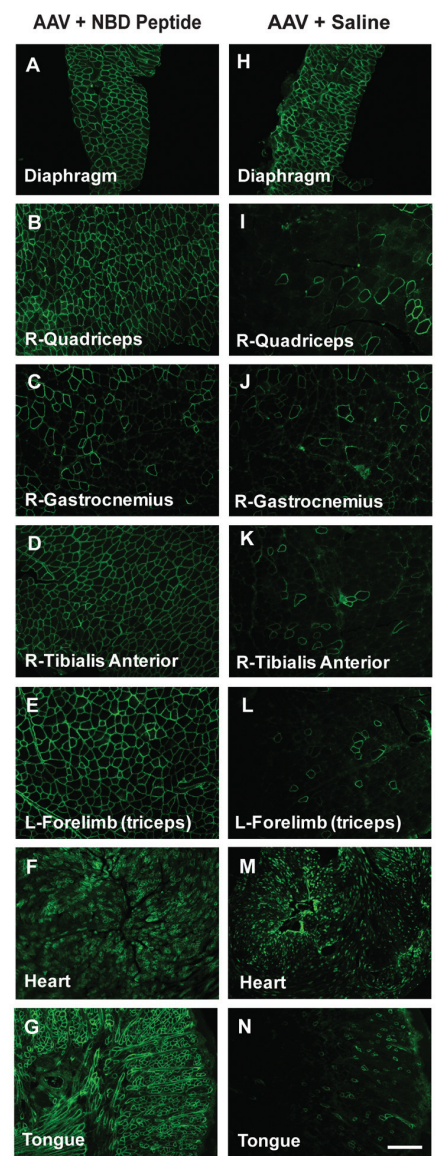 AAV + NBD Peptide
AAV + Saline
A
Diaphragm
H
Diaphragm
B
R-Quadriceps
I
R-Quadriceps
C
R-Gastrocnemius
J
R-Gastrocnemius
D
R-Tibialis Anterior
K
R-Tibialis Anterior
E
L-Forelimb (triceps)
L
L-Forelimb (triceps)
F
Heart
M
Heart
G
Tongue
N
Tongue